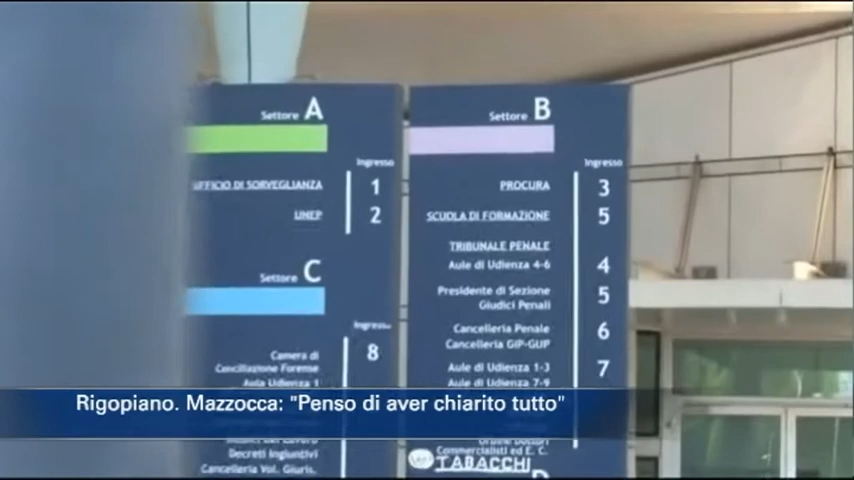 Settore A
Ingresso
UFFICIO DI SORVEGLIANZA 1
UNEP 2
Settore C
Ingresso
Camera di
Conciliazione Forense 8
Aula Udienza 1
Decreti Ingiuntivi
Cancelleria Vol. Giuris.
Settore B
Ingresso
PROCURA 3
SCUOLA DI FORMAZIONE 5
TRIBUNALE PENALE
Aule di Udienza 4-6 4
Presidente di Sezione 5
Giudici Penali
Cancelleria Penale 6
Cancelleria GIP-GUP
Aule di Udienza 1-3 7
Aule di Udienza 7-9
Ordine Dottori
Commercialisti ed E. C.
TABACCHI
Rigopiano. Mazzocca: "Penso di aver chiarito tutto"